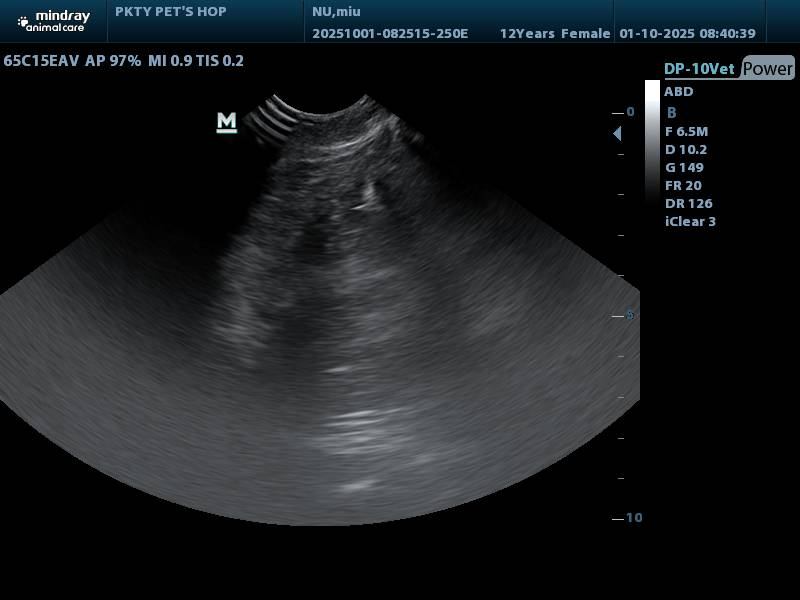 mindray
animal care
PKTY PET'S HOP
NU,miu
20251001-082515-250E
12Years Female
01-10-2025 08:40:39
65C15EAV AP 97% MI 0.9 TIS 0.2
DP-10Vet Power
ABD
B
F 6.5M
D 10.2
G 149
FR 20
DR 126
iClear 3
M
0
5
10